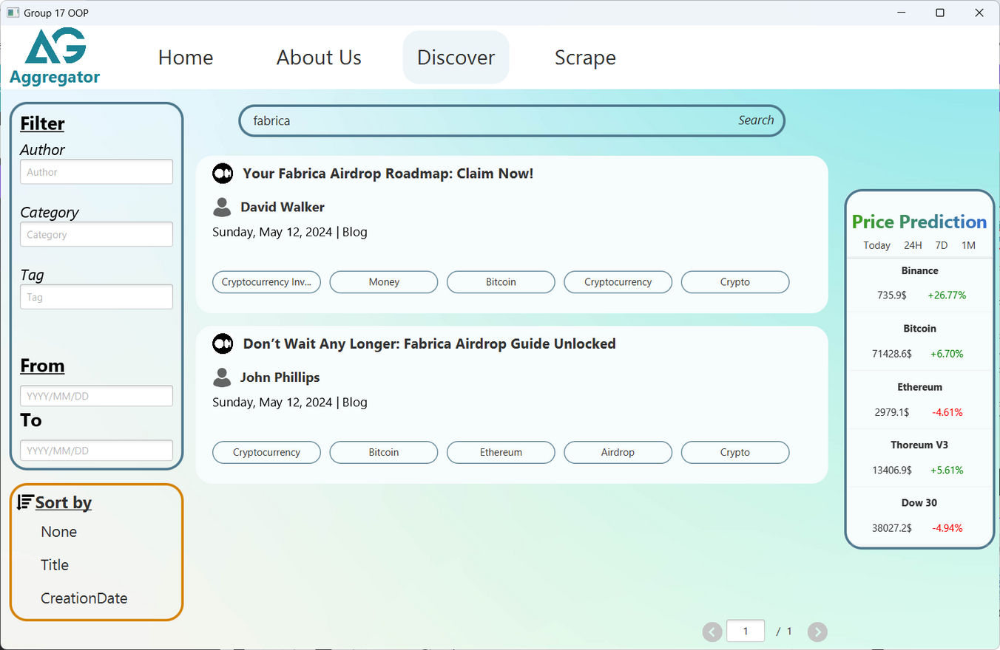 Group 17 OOP
AG
Aggregator
Home
About Us
Discover
Scrape
Filter
Author
Author
Category
Category
Tag
Tag
From
YYYY/MM/DD
To
YYYY/MM/DD
Sort by
None
Title
CreationDate
fabrica
Search
Your Fabrica Airdrop Roadmap: Claim Now!
David Walker
Sunday, May 12, 2024 | Blog
Cryptocurrency Inv... Money Bitcoin Cryptocurrency Crypto
Don’t Wait Any Longer: Fabrica Airdrop Guide Unlocked
John Phillips
Sunday, May 12, 2024 | Blog
Cryptocurrency Bitcoin Ethereum Airdrop Crypto
1 / 1
Price Prediction
Today 24H 7D 1M
Binance
735.9$ +26.77%
Bitcoin
71428.6$ +6.70%
Ethereum
2979.1$ -4.61%
Thoreum V3
13406.9$ +5.61%
Dow 30
38027.2$ -4.94%